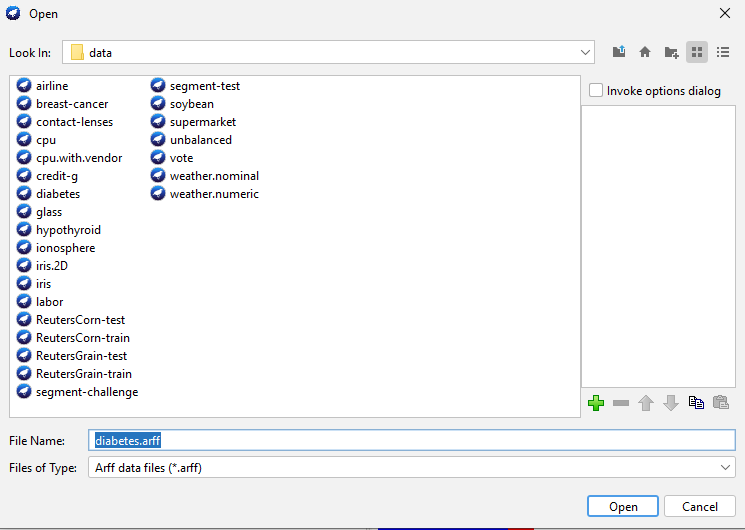 Open
Look In:
data
airline
breast-cancer
contact-lenses
cpu
cpu.with.vendor
credit-g
diabetes
glass
hypothyroid
ionosphere
iris.2D
iris
labor
ReutersCorn-test
ReutersCorn-train
ReutersGrain-test
ReutersGrain-train
segment-challenge
segment-test
soybean
supermarket
unbalanced
vote
weather.nominal
weather.numeric
Invoke options dialog
File Name:
diabetes.arff
Files of Type:
Arff data files (*.arff)
Open
Cancel